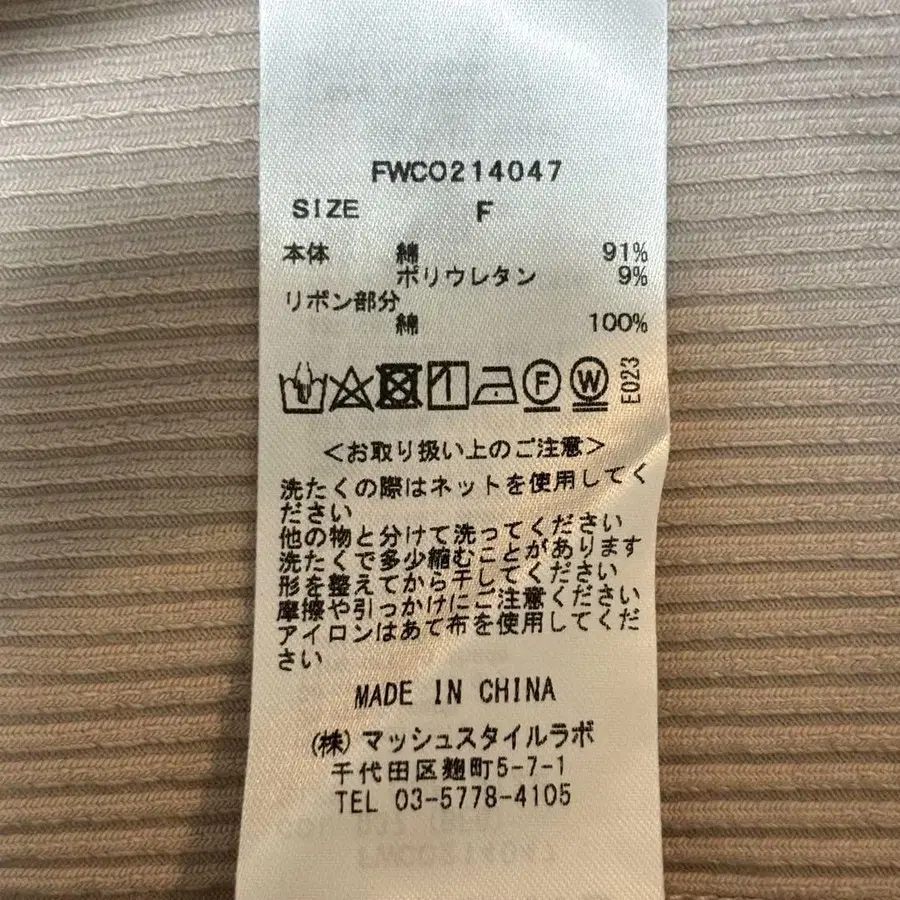 FWCO214047
SIZE F
本体 綿 91%
ポリウレタン 9%
リボン部分
綿 100%
F W E023
<お取り扱い上のご注意>
洗たくの際はネットを使用してく
ださい
他の物と分けて洗ってください
洗たくで多少縮むことがあります
形を整えてから干してください
摩擦や引っかけにご注意ください
アイロンはあて布を使用してくだ
さい
MADE IN CHINA
(株)マッシュスタイルラボ
千代田区麹町5-7-1
TEL 03-5778-4105
FWCO214047